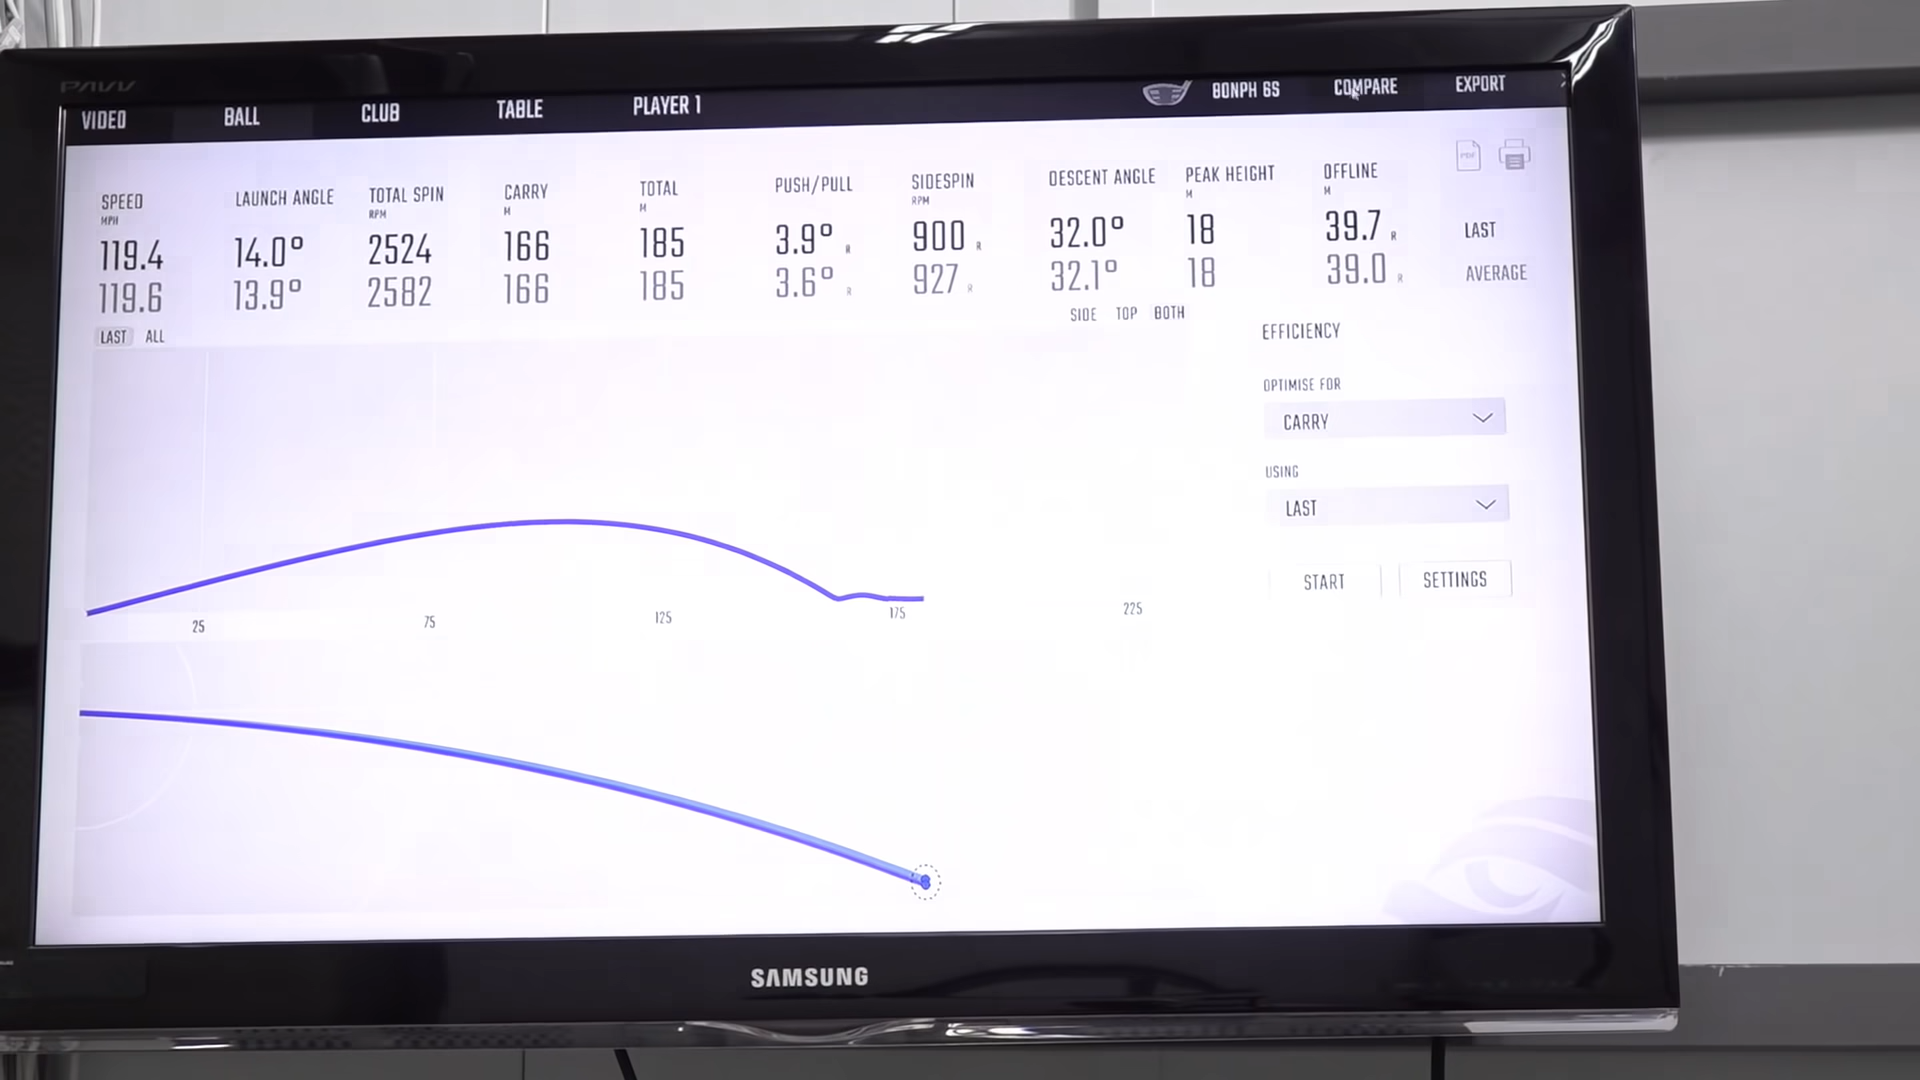 PAVV
VIDEO BALL CLUB TABLE PLAYER 1 BONPH 6S COMPARE EXPORT
PDF
SPEED LAUNCH ANGLE TOTAL SPIN CARRY TOTAL PUSH/PULL SIDESPIN DESCENT ANGLE PEAK HEIGHT OFFLINE
MPH RPM M M RPM M M
119.4 14.0° 2524 166 185 3.9° R 900 R 32.0° 18 39.7 R LAST
119.6 13.9° 2582 166 185 3.6° R 927 R 32.1° 18 39.0 R AVERAGE
LAST ALL SIDE TOP BOTH
EFFICIENCY
OPTIMISE FOR
CARRY
USING
LAST
START SETTINGS
25 75 125 175 225
SAMSUNG